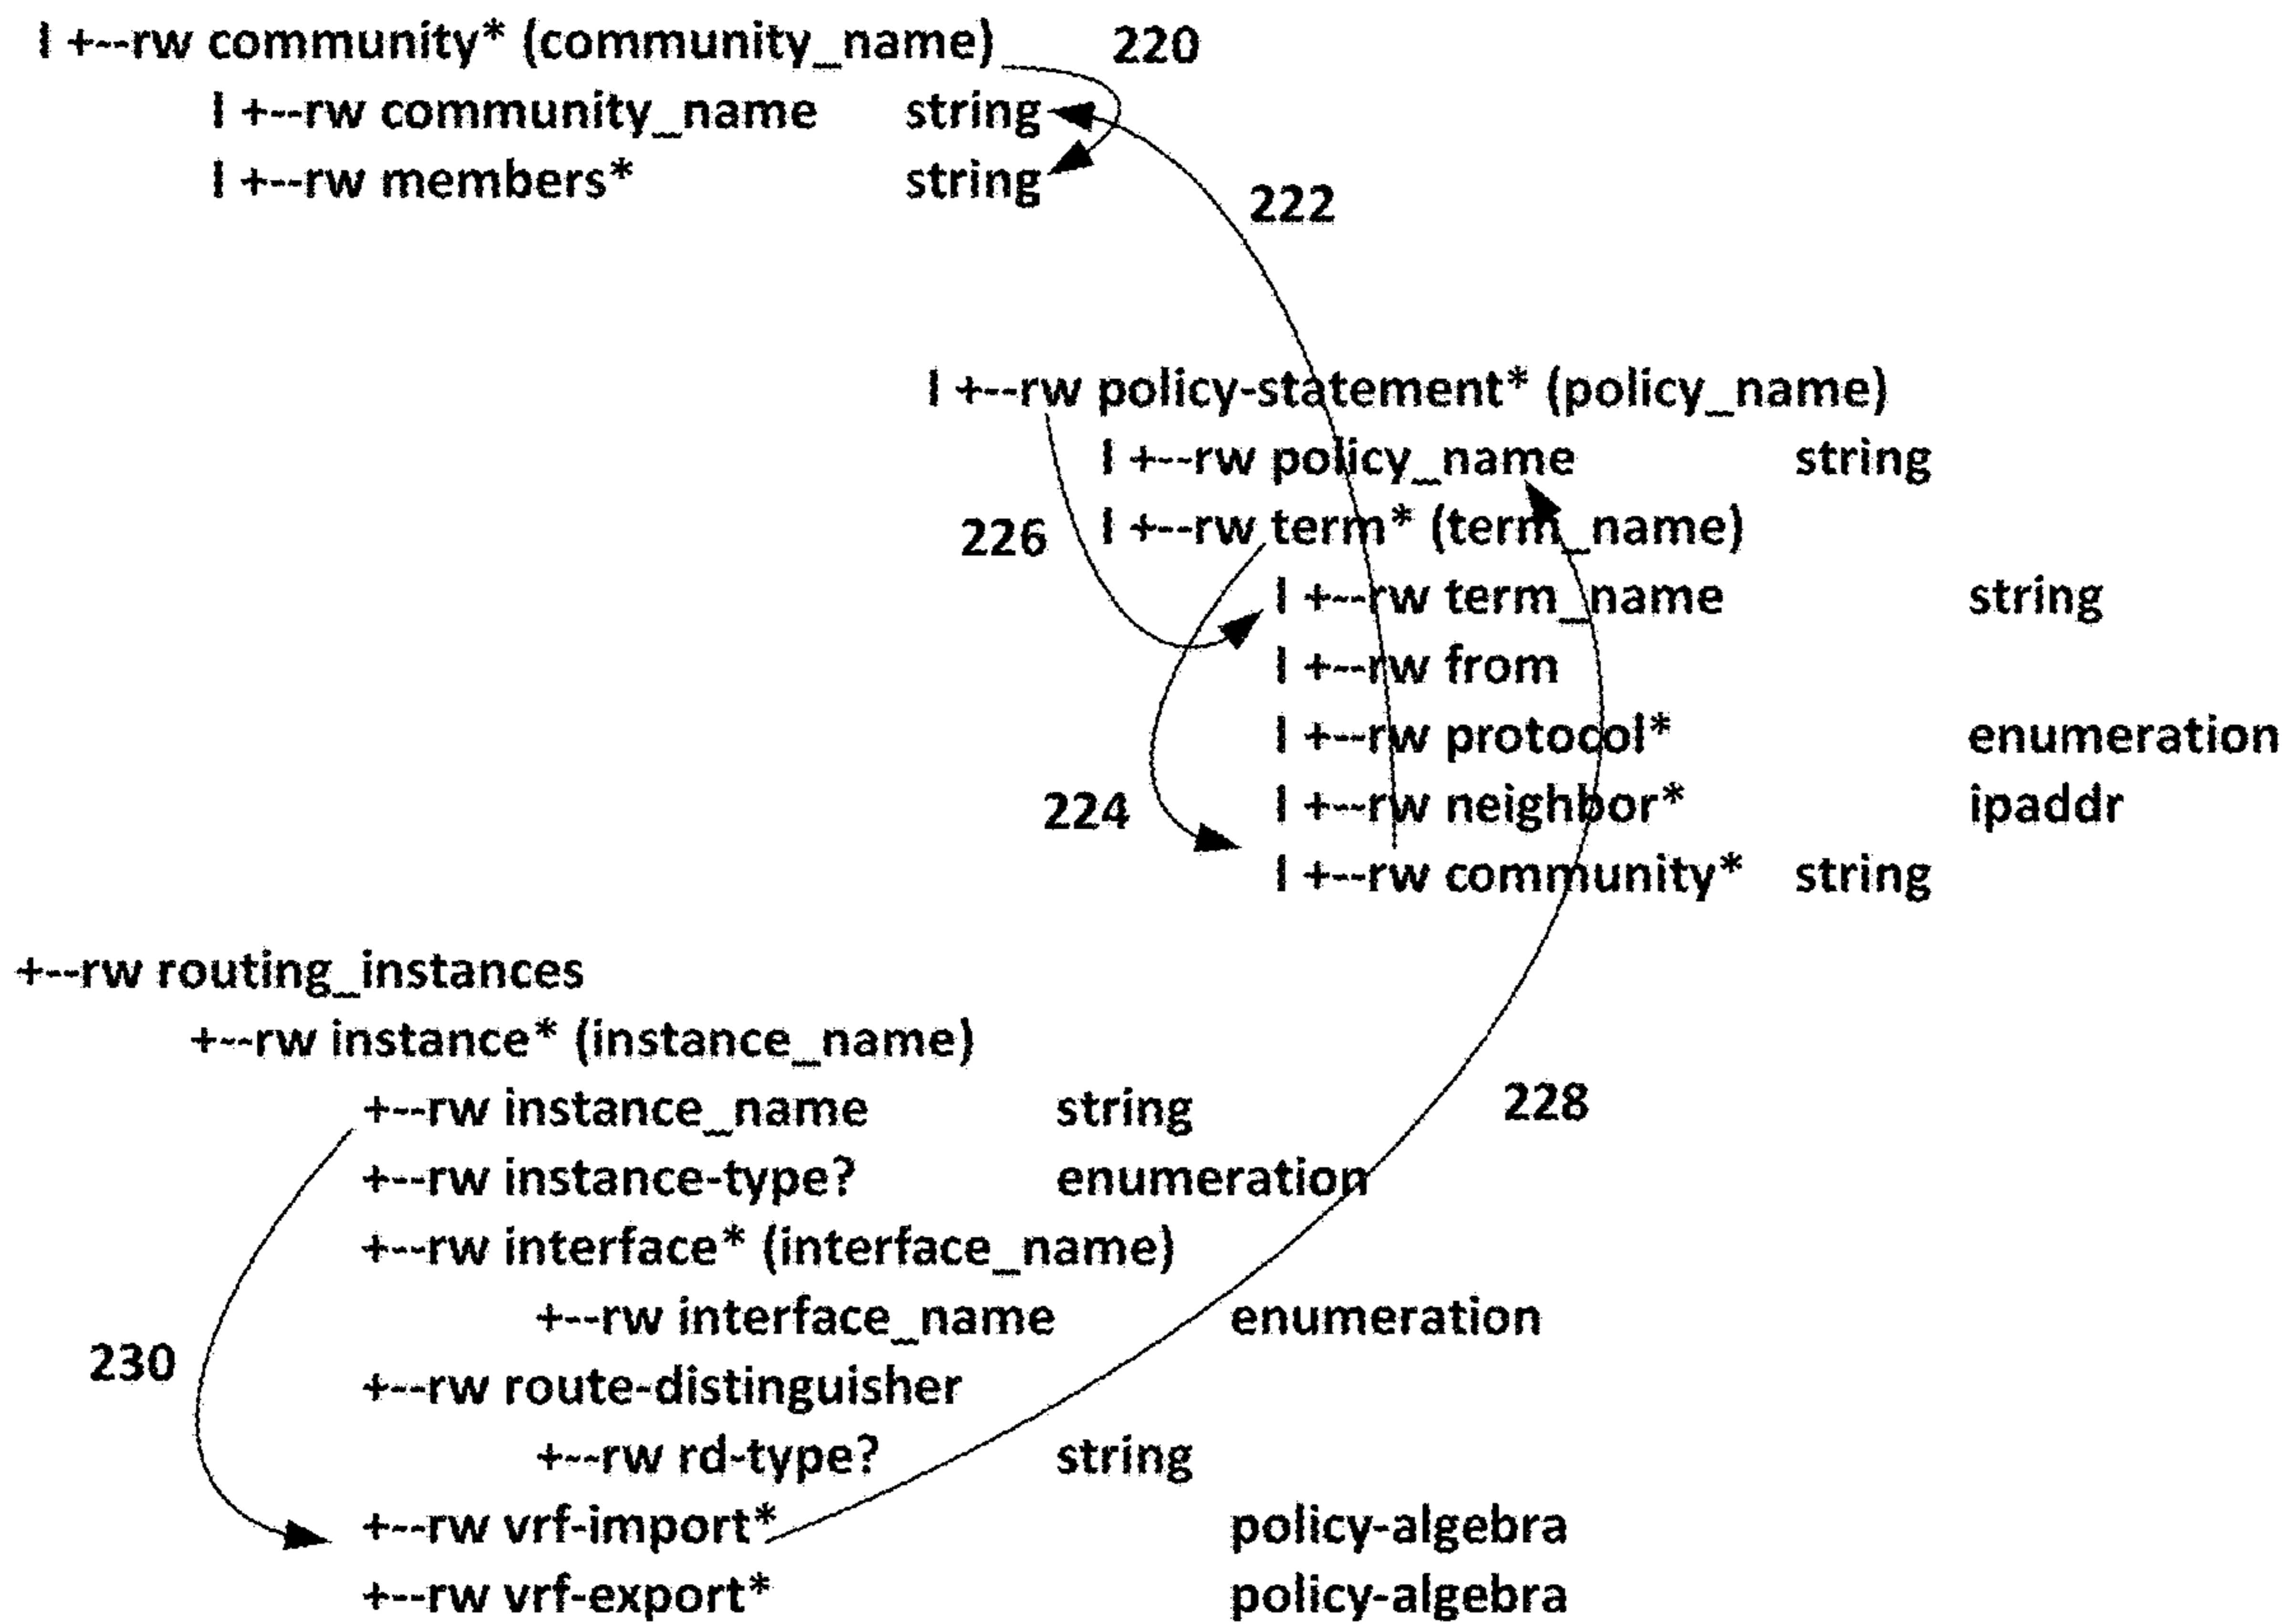 I +--rw community* (community_name) 220
I +--rw community_name string
I +--rw members* string
222
I +--rw policy-statement* (policy_name)
I +--rw policy_name string
226 I +--rw term* (term_name)
I +--rw term_name string
I +--rw from
I +--rw protocol* enumeration
224 I +--rw neighbor* ipaddr
I +--rw community* string
+--rw routing_instances
+--rw instance* (instance_name)
+--rw instance_name string 228
+--rw instance-type? enumeration
+--rw interface* (interface_name)
+--rw interface_name enumeration
230 +--rw route-distinguisher
+--rw rd-type? string
+--rw vrf-import* policy-algebra
+--rw vrf-export* policy-algebra